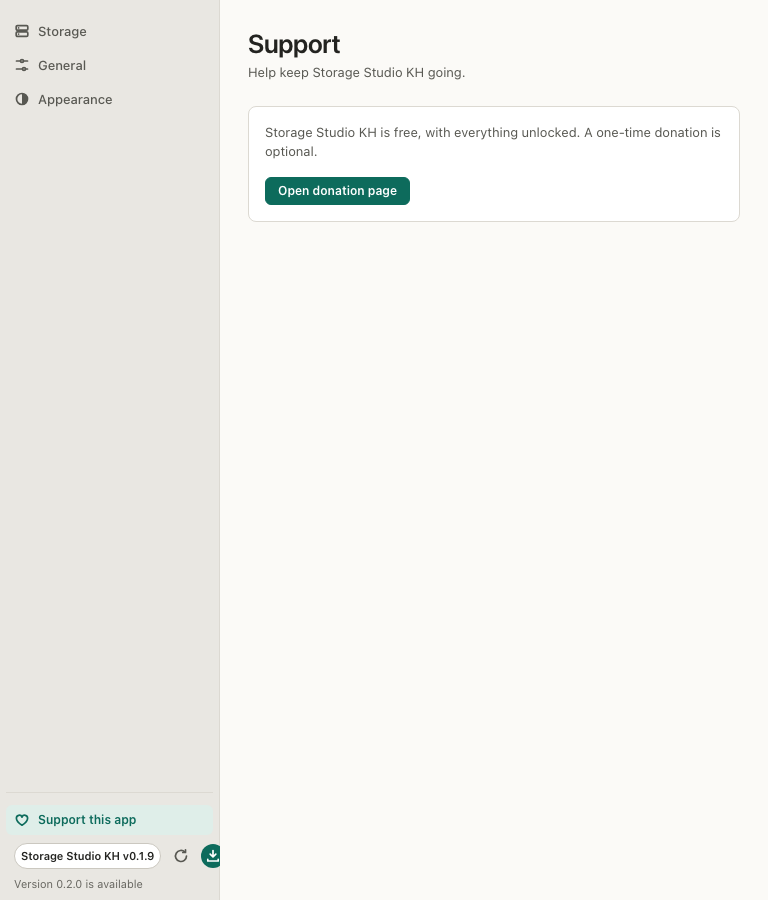 Storage
General
Appearance
Support this app
Storage Studio KH v0.1.9
Version 0.2.0 is available
Support
Help keep Storage Studio KH going.
Storage Studio KH is free, with everything unlocked. A one-time donation is
optional.
Open donation page